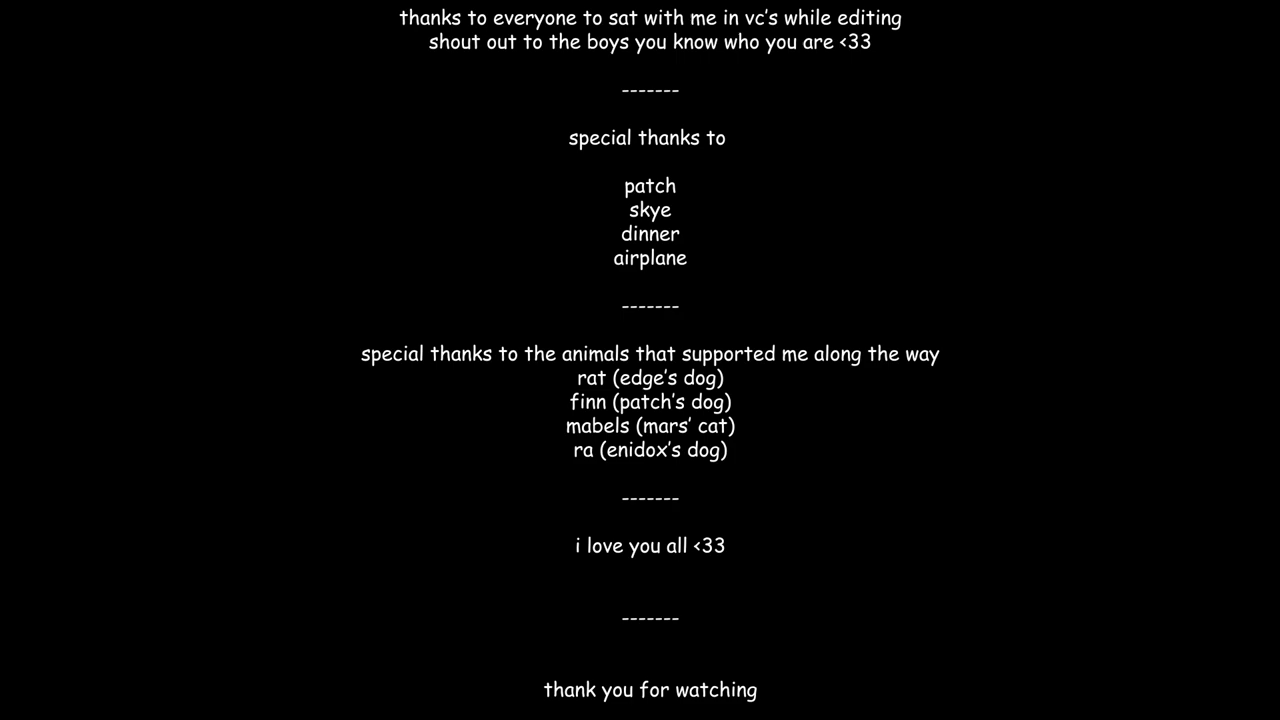 thanks to everyone to sat with me in vc's while editing
shout out to the boys you know who you are <33
-------
special thanks to
patch
skye
dinner
airplane
-------
special thanks to the animals that supported me along the way
rat (edge's dog)
finn (patch's dog)
mabels (mars' cat)
ra (enidox's dog)
-------
i love you all <33
-------
thank you for watching